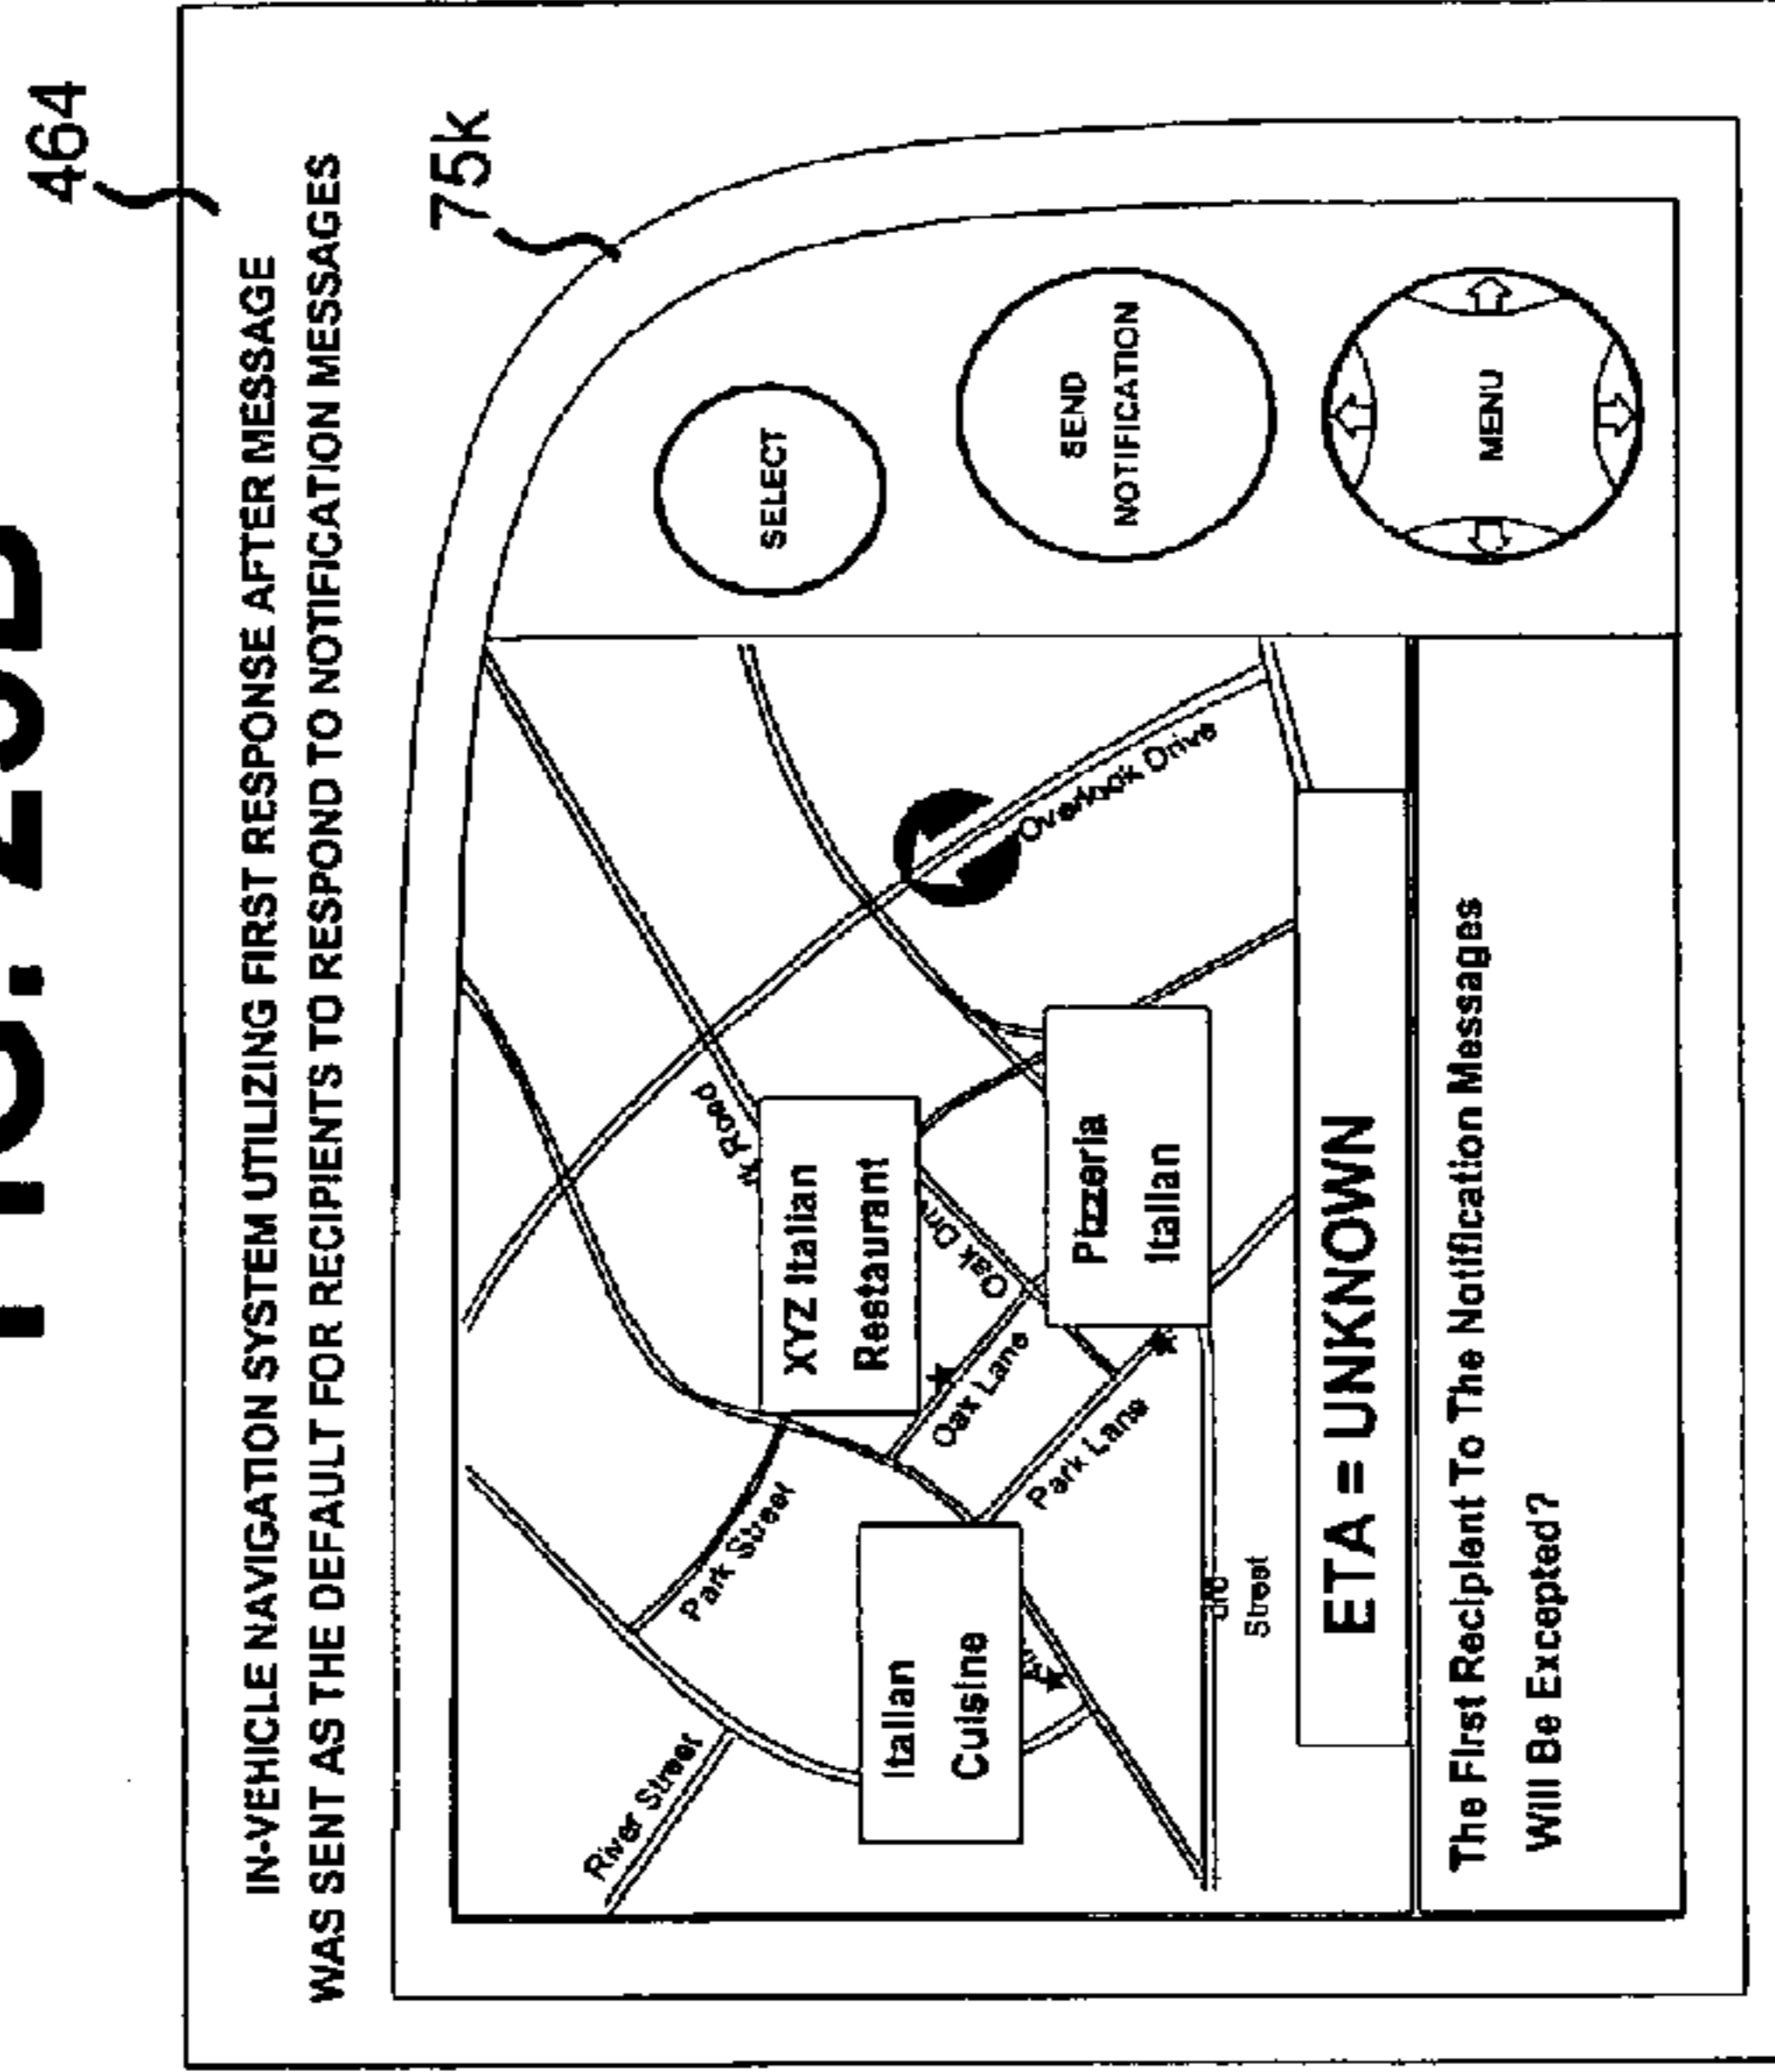 464
IN-VEHICLE NAVIGATION SYSTEM UTILIZING FIRST RESPONSE AFTER MESSAGE
WAS SENT AS THE DEFAULT FOR RECIPIENTS TO RESPOND TO NOTIFICATION MESSAGES
75k
River Street
Park Street
Road
XYZ Italian
Restaurant
Italian
Cuisine
Oak Lane
Oak
Park Lane
Pizzeria
Italian
Overlook Drive
Street
ETA = UNKNOWN
The First Recipient To The Notification Messages
Will Be Excepted?
SELECT
SEND
NOTIFICATION
MENU